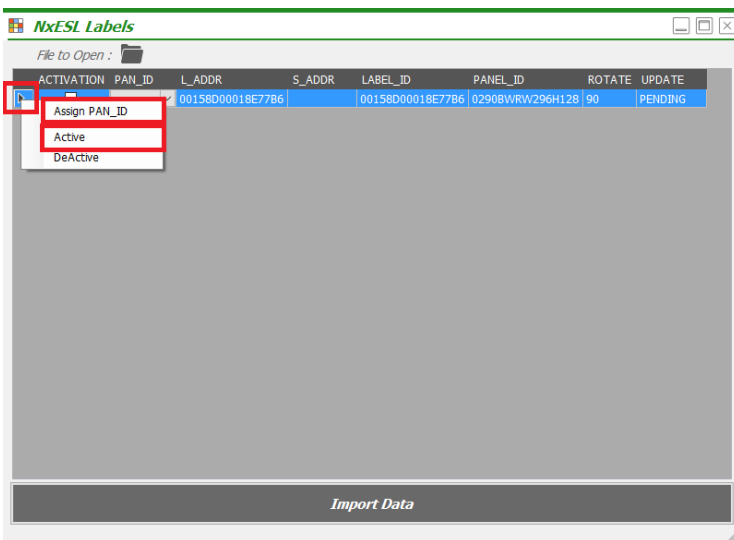 NxESL Labels
File to Open :
ACTIVATION PAN_ID L_ADDR S_ADDR LABEL_ID PANEL_ID ROTATE UPDATE
00158D00018E77B6 00158D00018E77B6 0290BWRW296H128 90 PENDING
Assign PAN_ID
Active
DeActive
Import Data